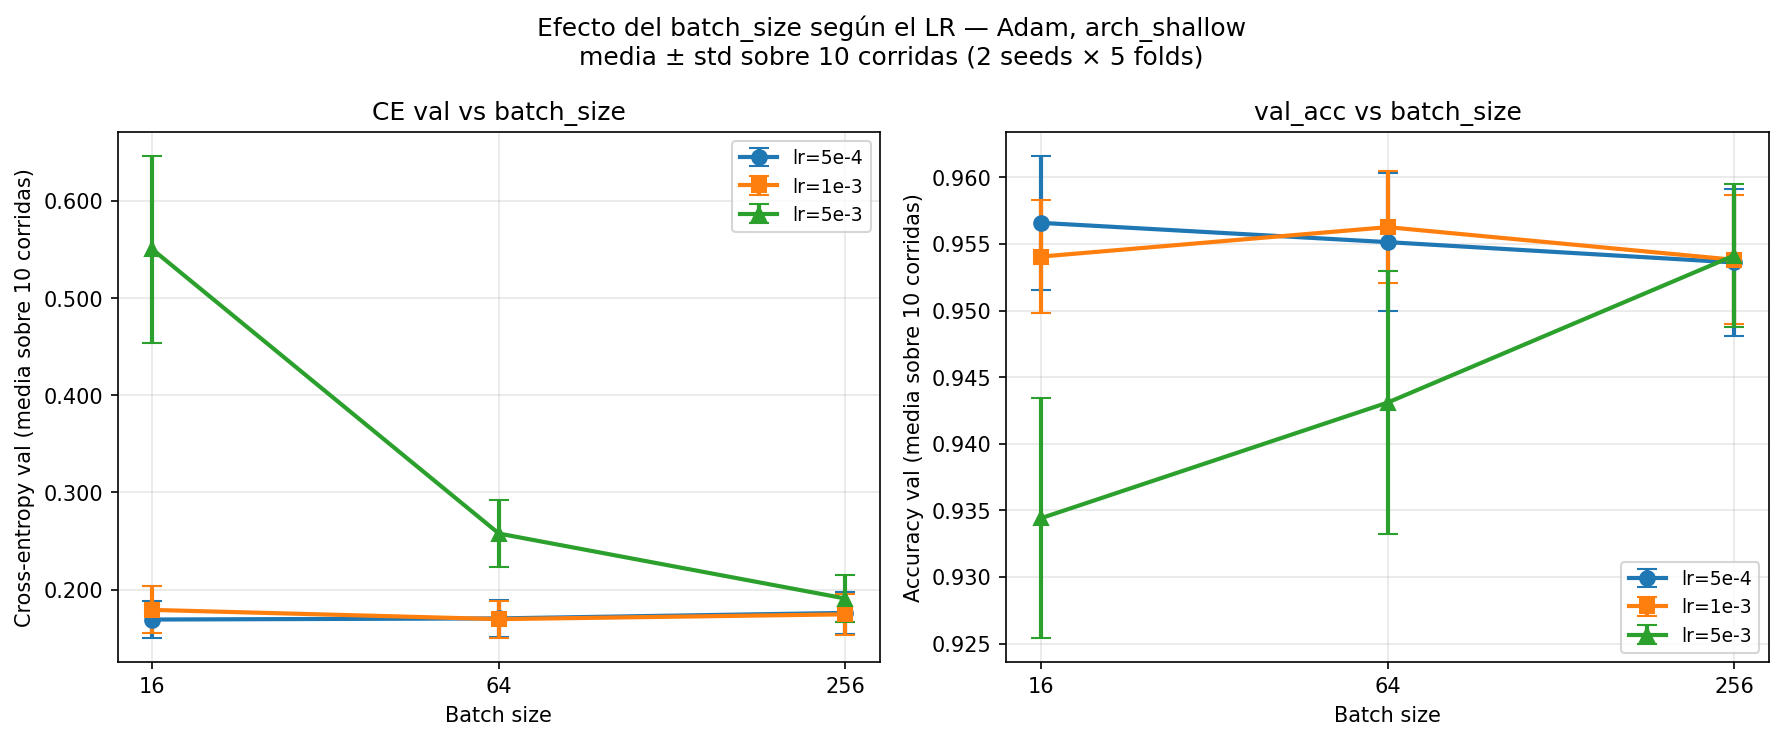 Efecto del batch_size según el LR — Adam, arch_shallow
media ± std sobre 10 corridas (2 seeds × 5 folds)
CE val vs batch_size
Cross-entropy val (media sobre 10 corridas)
0.600
0.500
0.400
0.300
0.200
lr=5e-4
lr=1e-3
lr=5e-3
16
64
256
Batch size
val_acc vs batch_size
Accuracy val (media sobre 10 corridas)
0.960
0.955
0.950
0.945
0.940
0.935
0.930
0.925
lr=5e-4
lr=1e-3
lr=5e-3
16
64
256
Batch size